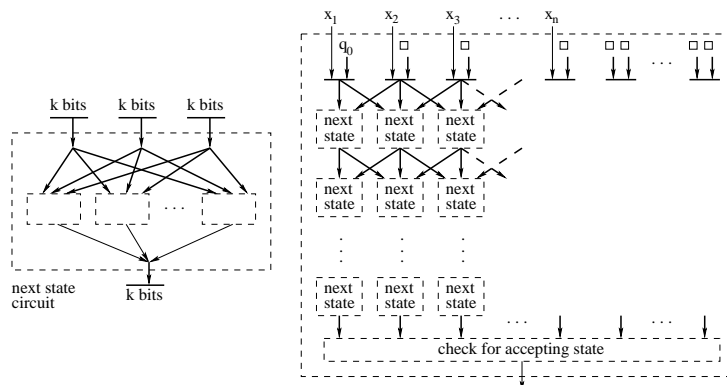 k bits k bits k bits
. . .
next state
circuit
k bits
x1 x2 x3 . . . xn
q0 □ □ □ □ □ □ □
. . .
next
state
next
state
next
state
next
state
next
state
next
state
. . .
next
state
next
state
next
state
. . . . . .
check for accepting state